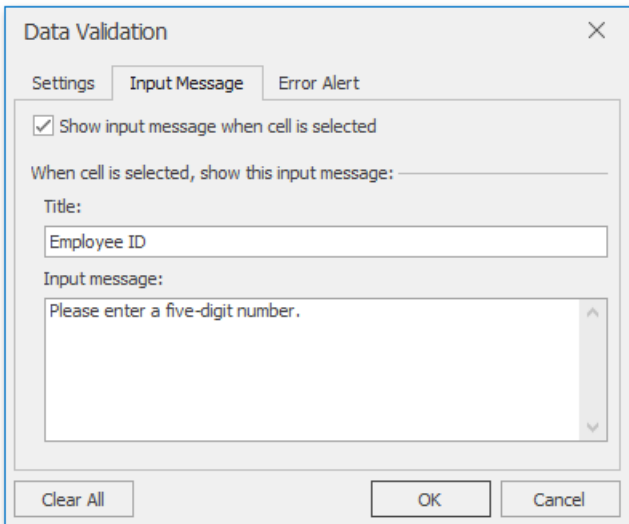 Data Validation
Settings Input Message Error Alert
Show input message when cell is selected
When cell is selected, show this input message:
Title:
Employee ID
Input message:
Please enter a five-digit number.
Clear All OK Cancel